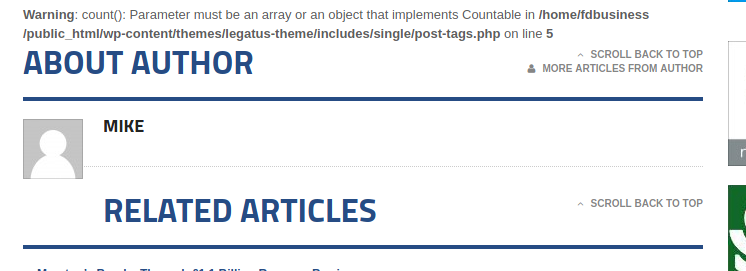 Warning: count(): Parameter must be an array or an object that implements Countable in /home/fdbusiness
/public_html/wp-content/themes/legatus-theme/includes/single/post-tags.php on line 5
ABOUT AUTHOR
SCROLL BACK TO TOP
MORE ARTICLES FROM AUTHOR
MIKE
RELATED ARTICLES
SCROLL BACK TO TOP